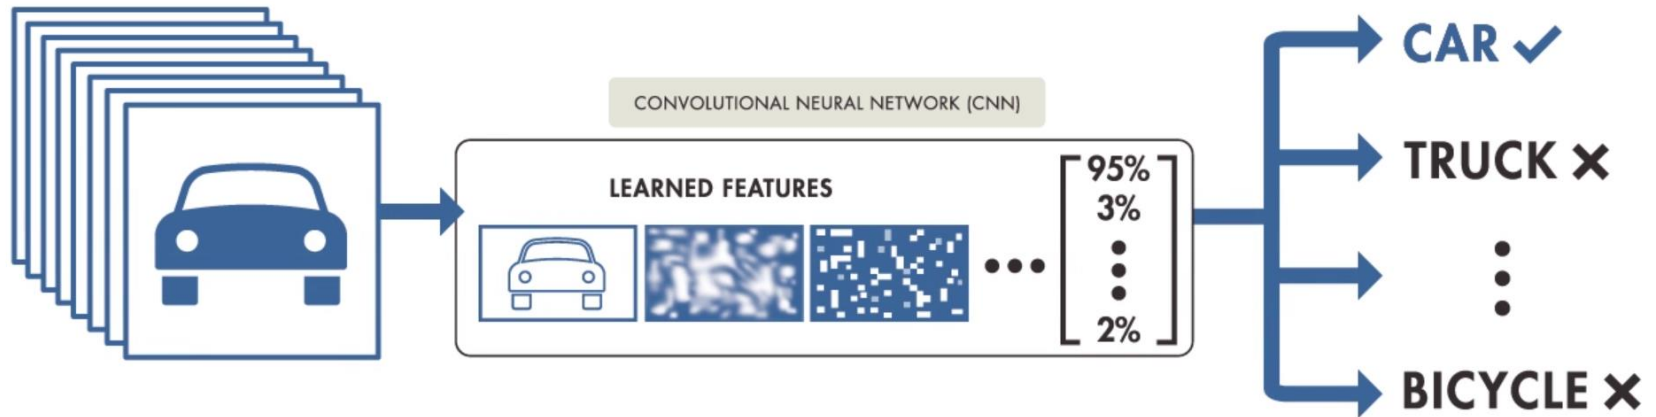 CONVOLUTIONAL NEURAL NETWORK (CNN)
LEARNED FEATURES
95%
3%
2%
CAR
TRUCK
BICYCLE